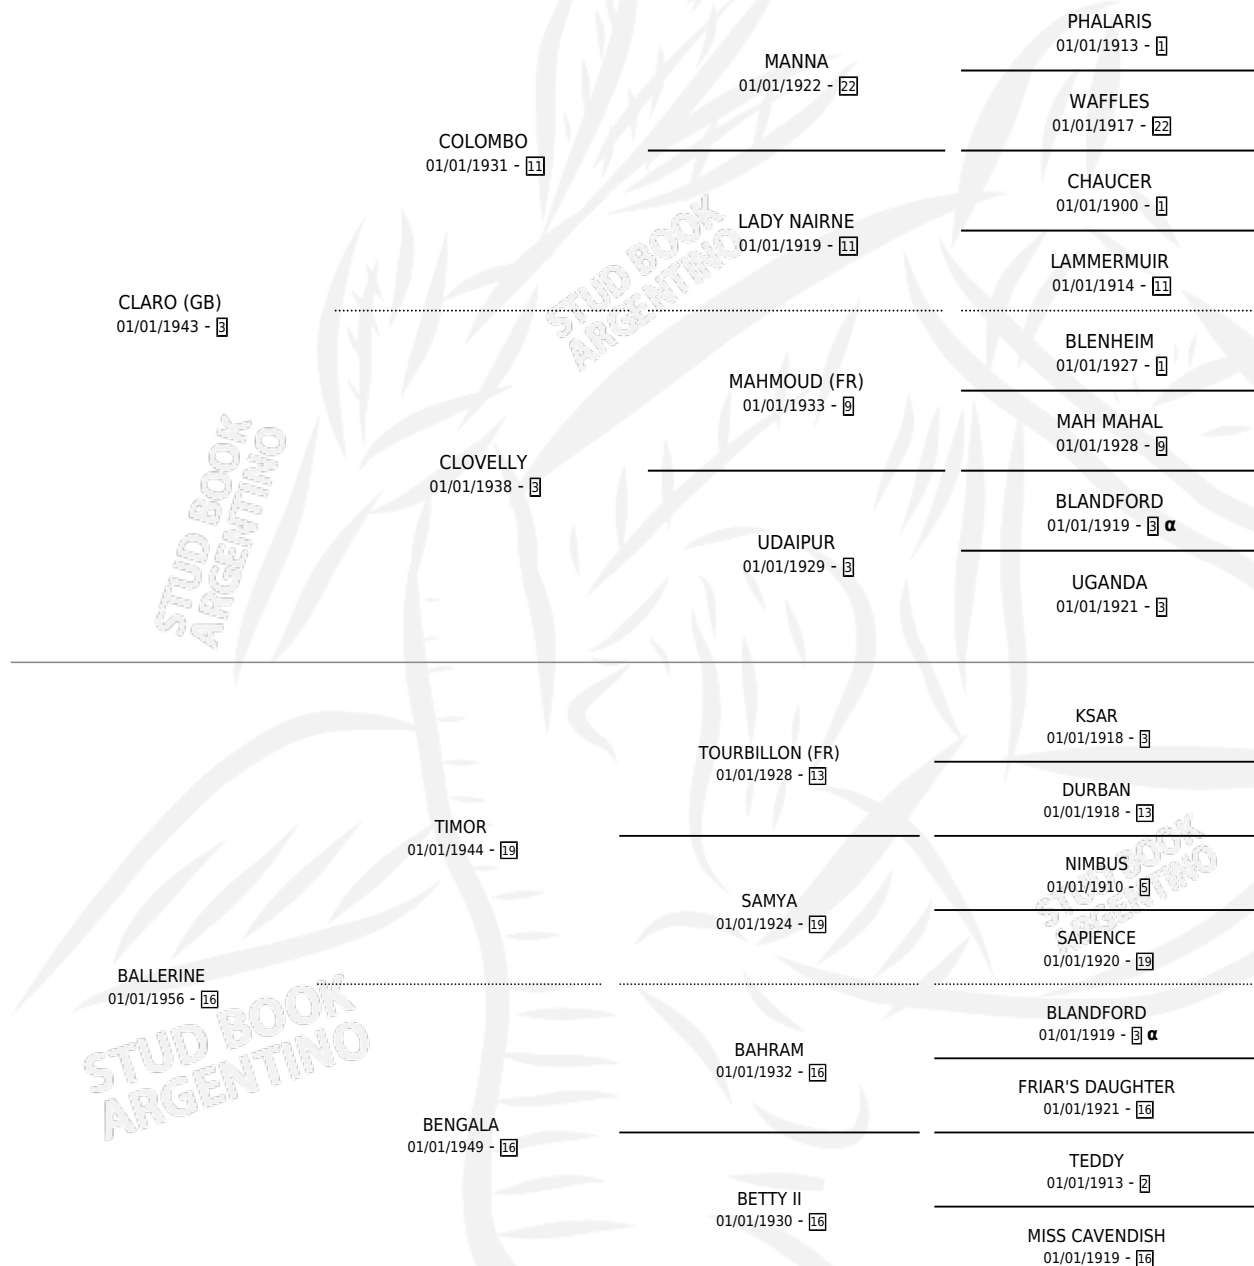 PHALARIS
01/01/1913 - 1
MANNA
01/01/1922 - 22
WAFFLES
01/01/1917 - 22
COLOMBO
01/01/1931 - 11
CHAUCER
01/01/1900 - 1
LADY NAIRNE
01/01/1919 - 11
LAMMERMUIR
01/01/1914 - 11
STUD BOOK
ARGENTINO
CLARO (GB)
01/01/1943 - 3
BLENHEIM
01/01/1927 - 1
MAHMOUD (FR)
01/01/1933 - 9
MAH MAHAL
01/01/1928 - 9
CLOVELLY
01/01/1938 - 3
BLANDFORD
01/01/1919 - 3 α
UDAIPUR
01/01/1929 - 3
UGANDA
01/01/1921 - 3
STUD BOOK
ARGENTINO
KSAR
01/01/1918 - 3
TOURBILLON (FR)
01/01/1928 - 13
DURBAN
01/01/1918 - 13
TIMOR
01/01/1944 - 19
NIMBUS
01/01/1910 - 5
SAMYA
01/01/1924 - 19
SAPIENCE
01/01/1920 - 19
STUD BOOK
ARGENTINO
BALLERINE
01/01/1956 - 16
BLANDFORD
01/01/1919 - 3 α
BAHRAM
01/01/1932 - 16
FRIAR'S DAUGHTER
01/01/1921 - 16
STUD BOOK
ARGENTINO
BENGALA
01/01/1949 - 16
TEDDY
01/01/1913 - 2
BETTY II
01/01/1930 - 16
MISS CAVENDISH
01/01/1919 - 16